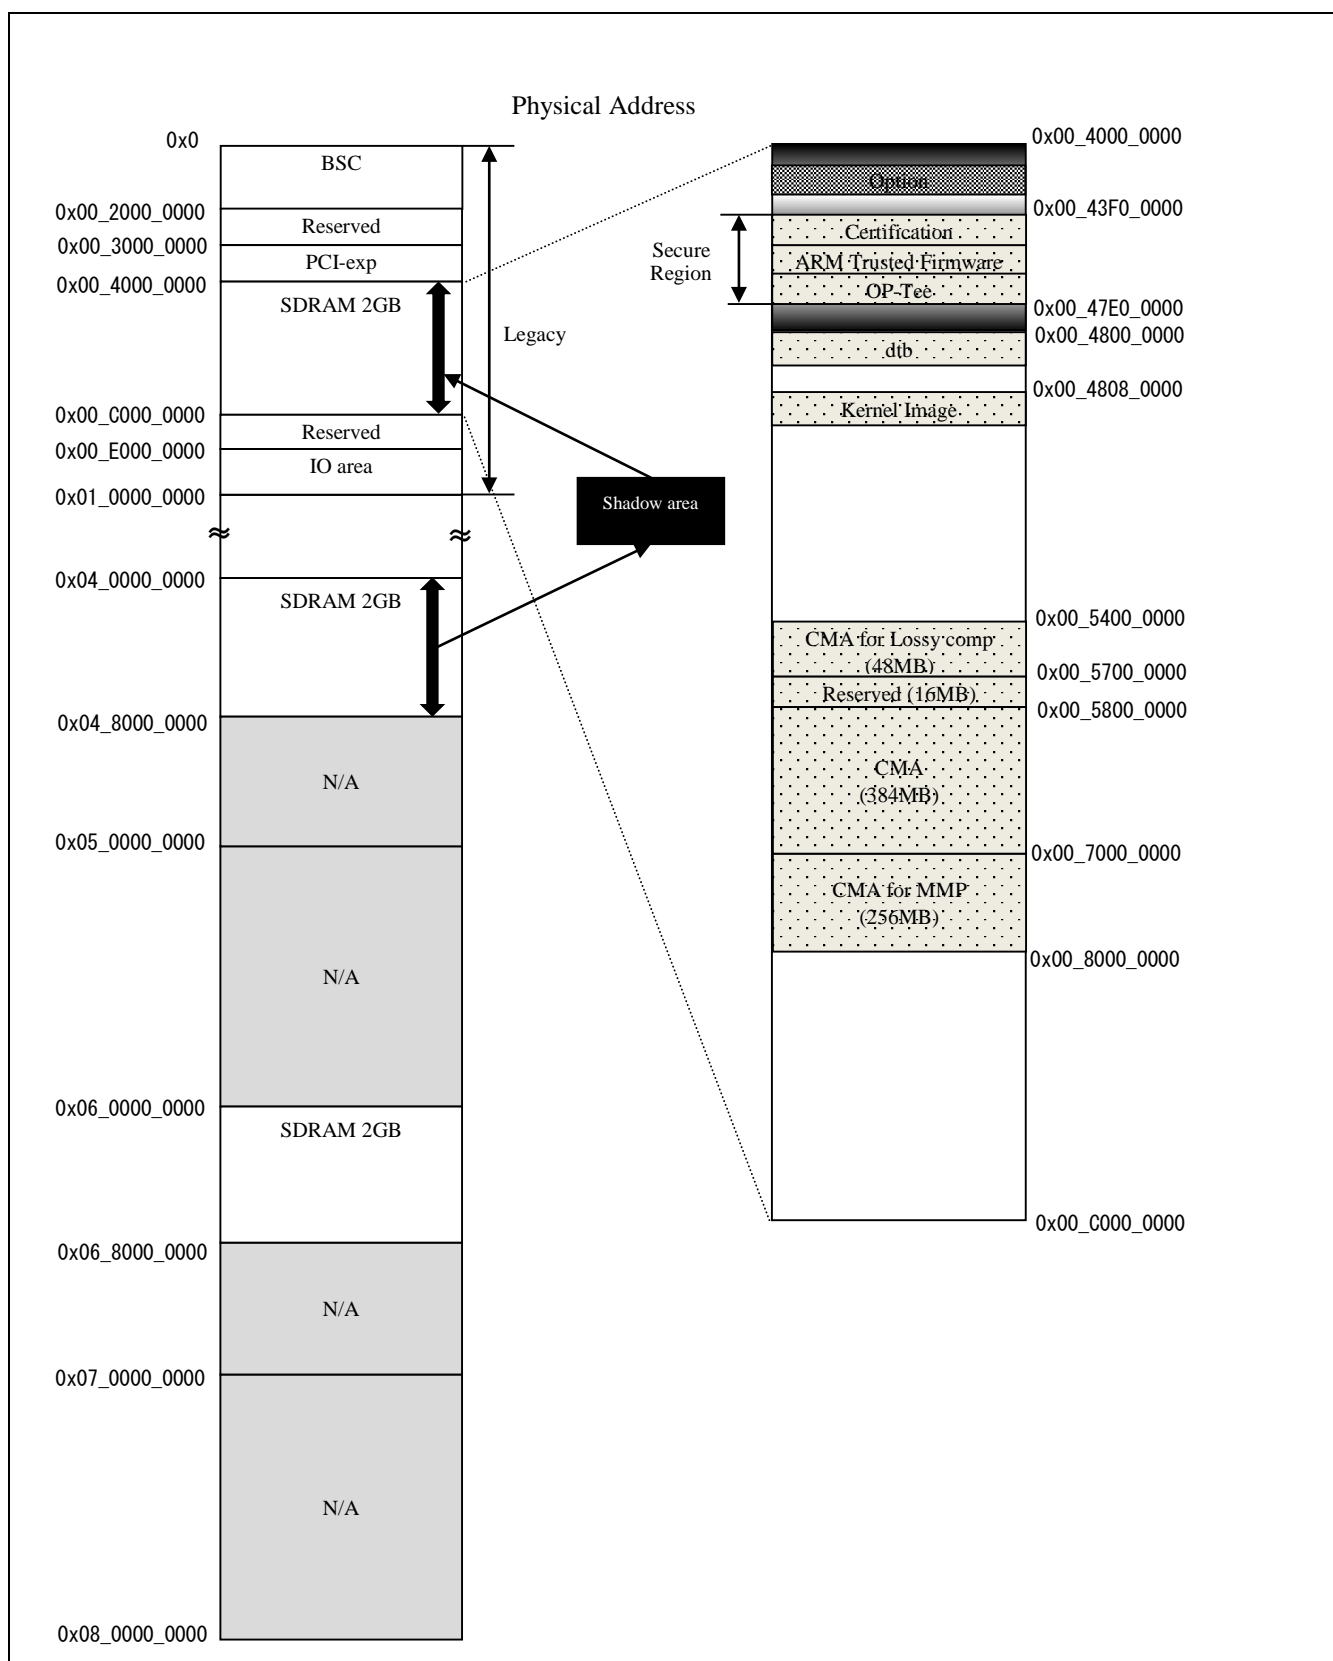 Physical Address
0x0
BSC
0x00_2000_0000
Reserved
0x00_3000_0000
PCI-exp
0x00_4000_0000
SDRAM 2GB
Legacy
0x00_C000_0000
Reserved
0x00_E000_0000
IO area
0x01_0000_0000
Shadow area
0x04_0000_0000
SDRAM 2GB
0x04_8000_0000
N/A
0x05_0000_0000
N/A
0x06_0000_0000
SDRAM 2GB
0x06_8000_0000
N/A
0x07_0000_0000
N/A
0x08_0000_0000
0x00_4000_0000
Option
0x00_43F0_0000
Secure
Region
Certification
ARM Trusted Firmware
OP-Tee
0x00_47E0_0000
0x00_4800_0000
dtb
0x00_4808_0000
Kernel Image
0x00_5400_0000
CMA for Lossy comp
(48MB)
0x00_5700_0000
Reserved (16MB)
0x00_5800_0000
CMA
(384MB)
0x00_7000_0000
CMA for MMP
(256MB)
0x00_8000_0000
0x00_C000_0000